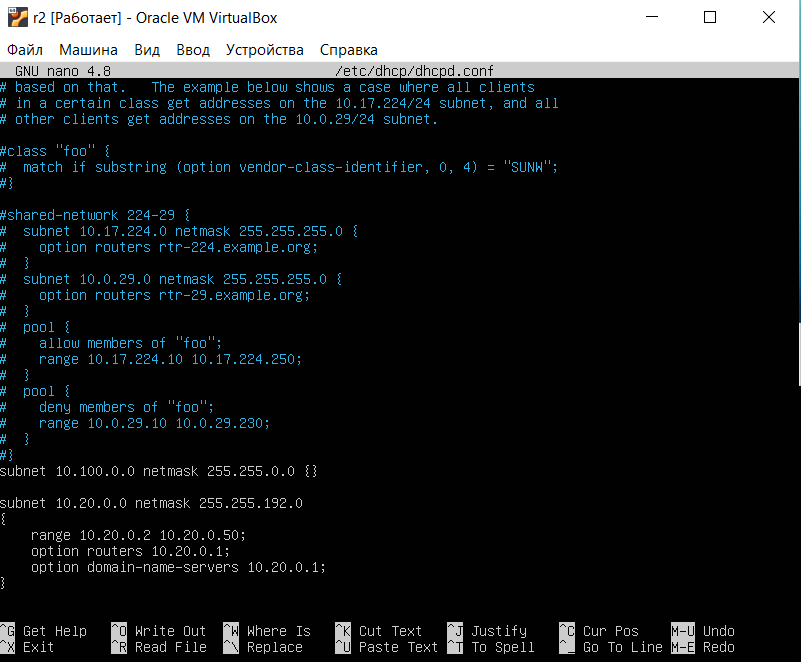 r2 [Работает] - Oracle VM VirtualBox
Файл Машина Вид Ввод Устройства Справка
GNU nano 4.8 /etc/dhcp/dhcpd.conf
# based on that.   The example below shows a case where all clients
# in a certain class get addresses on the 10.17.224/24 subnet, and all
# other clients get addresses on the 10.0.29/24 subnet.
#class "foo" {
#  match if substring (option vendor-class-identifier, 0, 4) = "SUNW";
#}
#shared-network 224-29 {
#  subnet 10.17.224.0 netmask 255.255.255.0 {
#    option routers rtr-224.example.org;
#  }
#  subnet 10.0.29.0 netmask 255.255.255.0 {
#    option routers rtr-29.example.org;
#  }
#  pool {
#    allow members of "foo";
#    range 10.17.224.10 10.17.224.250;
#  }
#  pool {
#    deny members of "foo";
#    range 10.0.29.10 10.0.29.230;
#  }
#}
subnet 10.100.0.0 netmask 255.255.0.0 {}
subnet 10.20.0.0 netmask 255.255.192.0
{
    range 10.20.0.2 10.20.0.50;
    option routers 10.20.0.1;
    option domain-name-servers 10.20.0.1;
}
^G Get Help ^O Write Out ^W Where Is ^K Cut Text ^J Justify ^C Cur Pos M-U Undo
^X Exit ^R Read File ^\ Replace ^U Paste Text ^T To Spell ^_ Go To Line M-E Redo